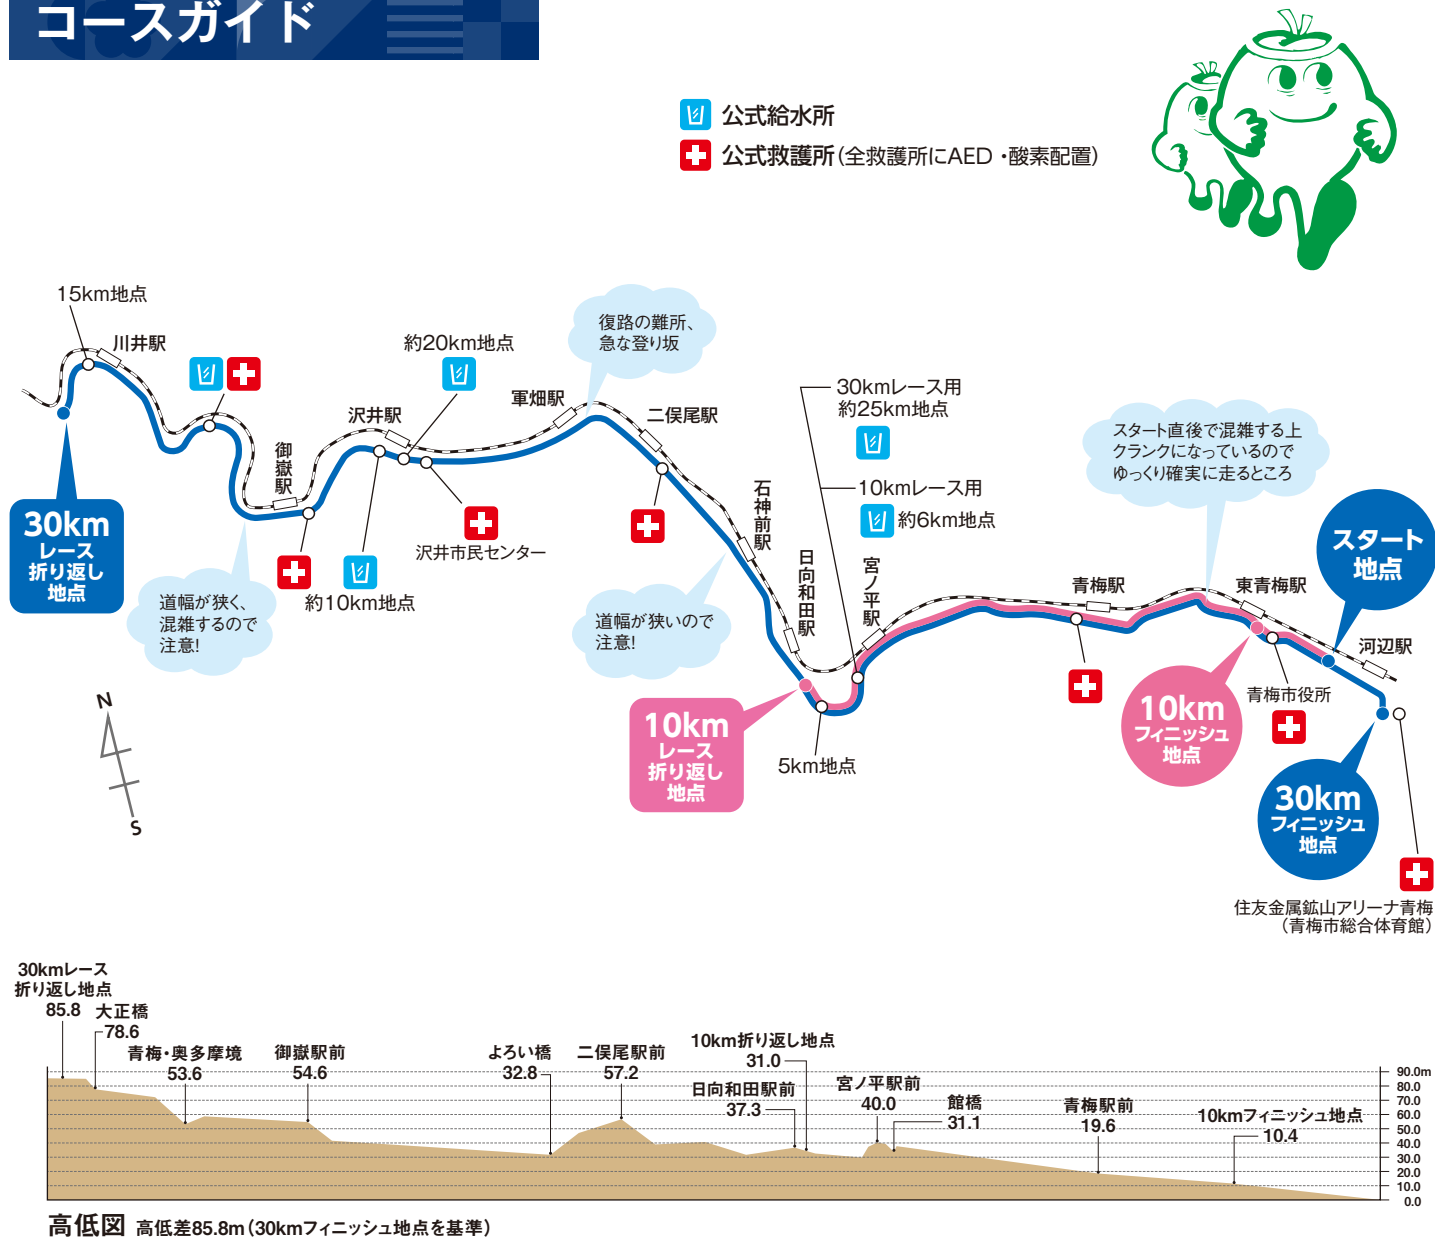 コースガイド
公式給水所
公式救護所（全救護所にAED・酸素配置）
15km地点
川井駅
御嶽駅
沢井駅
約20km地点
軍畑駅
復路の難所、
急な登り坂
二俣尾駅
石神前駅
日向和田駅
宮ノ平駅
30kmレース用
約25km地点
10kmレース用
約6km地点
スタート直後で混雑する上
クランクになっているので
ゆっくり確実に走るところ
スタート
地点
青梅駅
東青梅駅
河辺駅
30km
レース
折り返し
地点
道幅が狭く、
混雑するので
注意!
約10km地点
沢井市民センター
道幅が狭いので
注意!
10km
レース
折り返し
地点
5km地点
10km
フィニッシュ
地点
青梅市役所
30km
フィニッシュ
地点
住友金属鉱山アリーナ青梅
（青梅市総合体育館）
N
S
30kmレース
折り返し地点
85.8
大正橋
78.6
青梅・奥多摩境
53.6
御嶽駅前
54.6
よろい橋
32.8
二俣尾駅前
57.2
10km折り返し地点
31.0
日向和田駅前
37.3
宮ノ平駅前
40.0
館橋
31.1
青梅駅前
19.6
10kmフィニッシュ地点
10.4
90.0m
80.0
70.0
60.0
50.0
40.0
30.0
20.0
10.0
0.0
高低図 高低差85.8m（30kmフィニッシュ地点を基準）